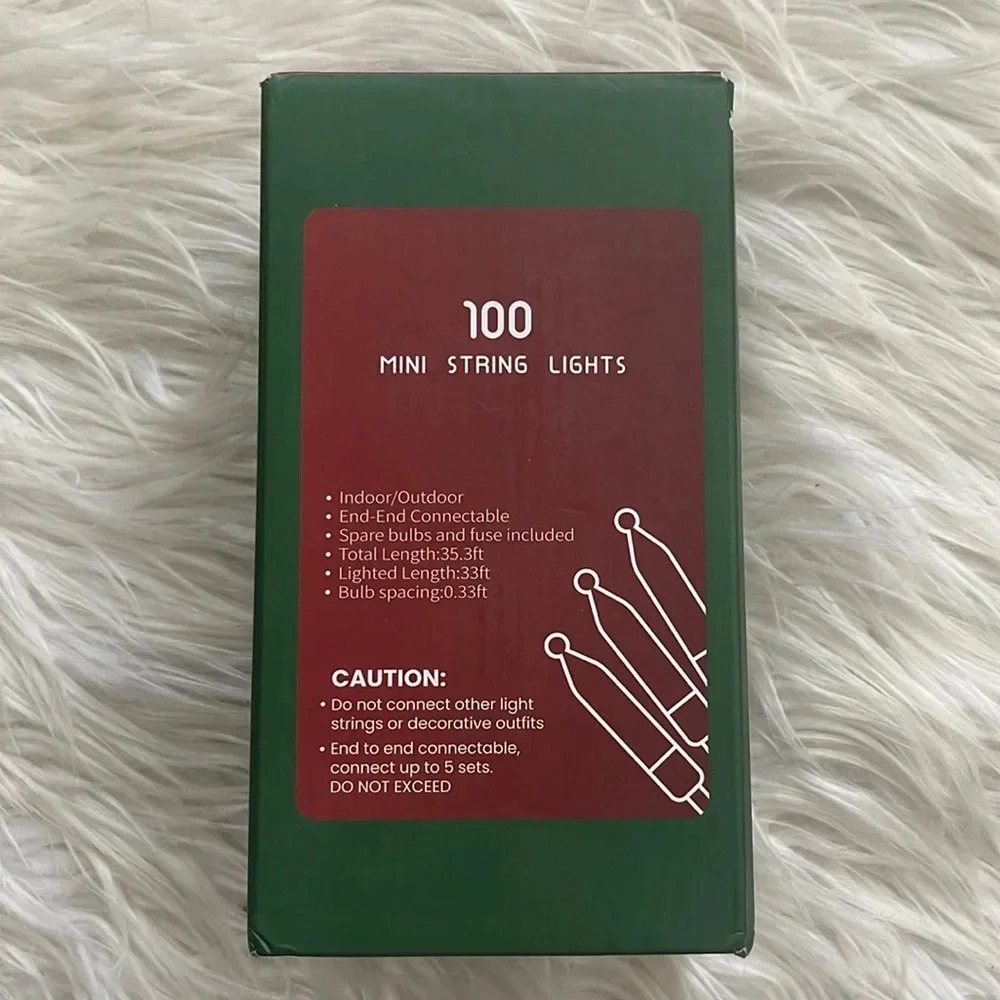 100
MINI STRING LIGHTS
• Indoor/Outdoor
• End-End Connectable
• Spare bulbs and fuse included
• Total Length:35.3ft
• Lighted Length:33ft
• Bulb spacing:0.33ft
CAUTION:
• Do not connect other light
strings or decorative outfits
• End to end connectable,
connect up to 5 sets.
DO NOT EXCEED